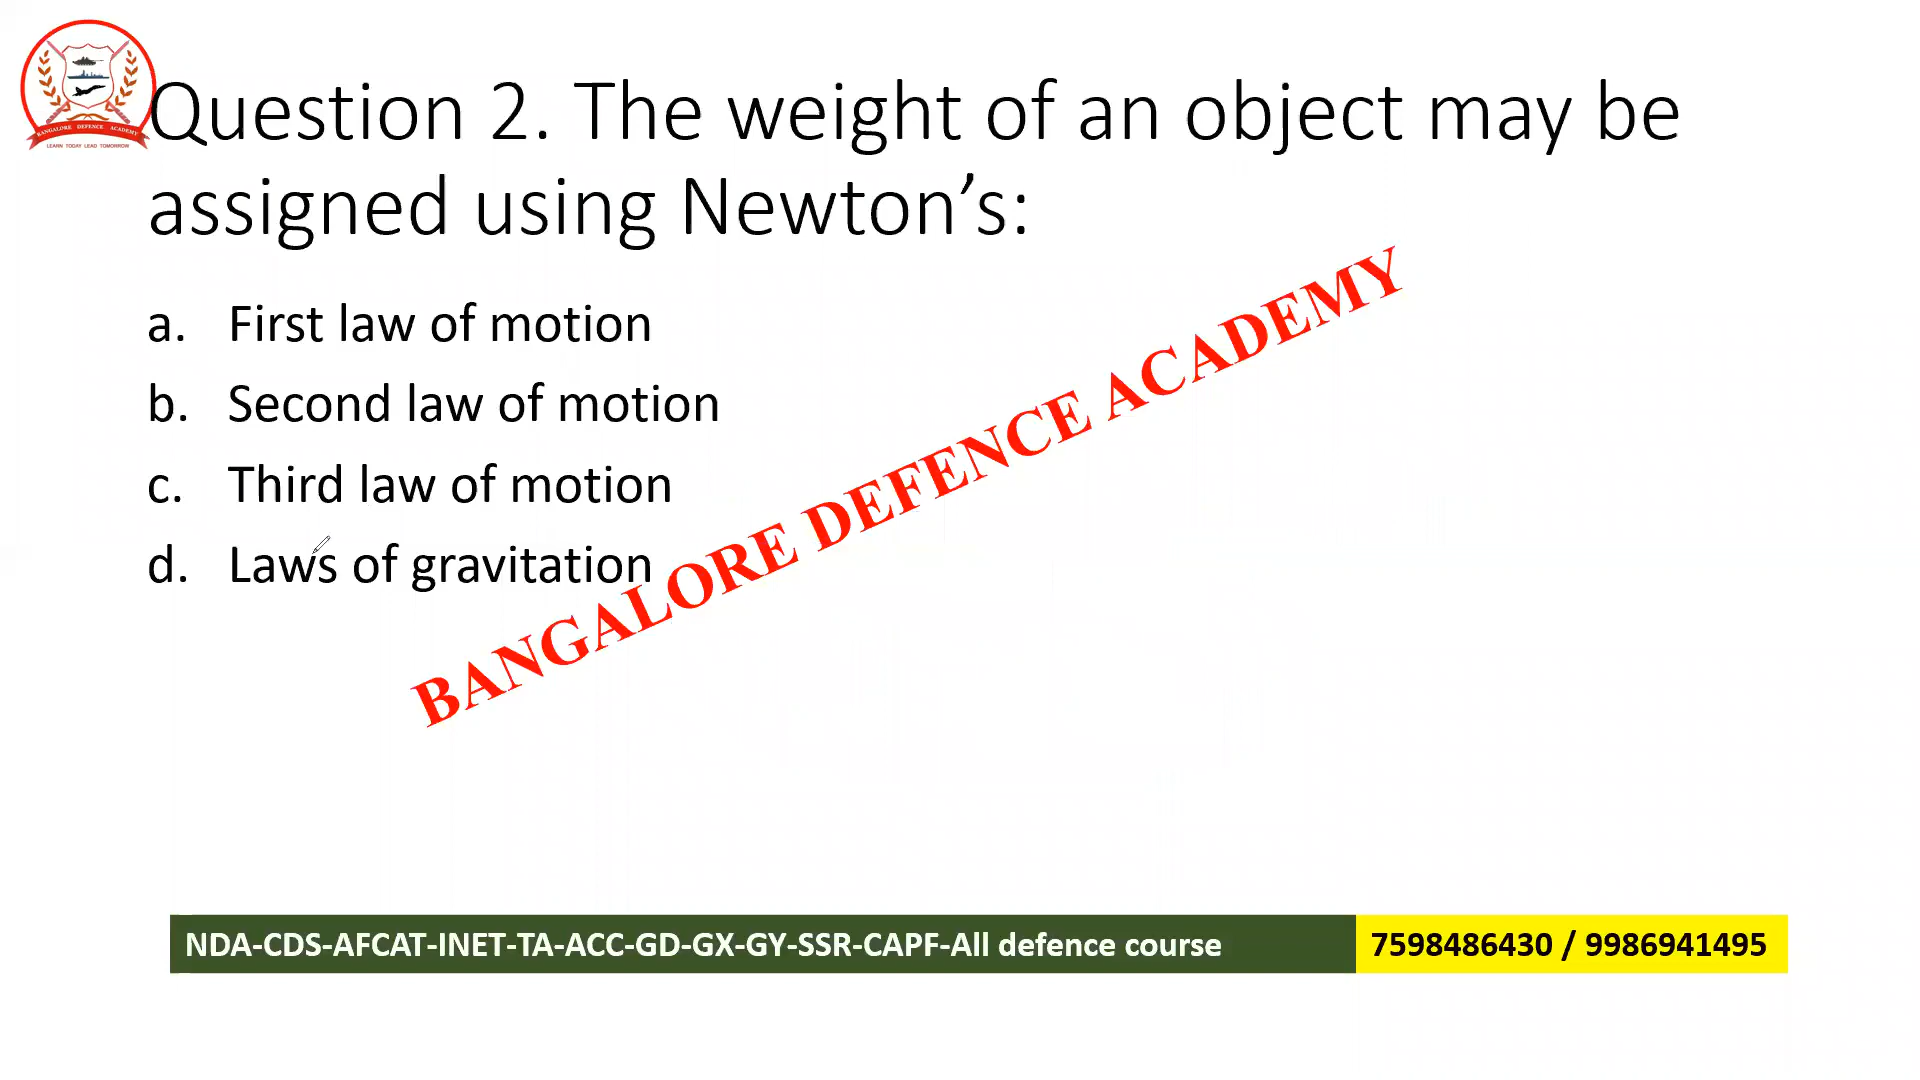 Question 2. The weight of an object may be
assigned using Newton’s:
a. First law of motion
b. Second law of motion
c. Third law of motion
d. Laws of gravitation
BANGALORE DEFENCE ACADEMY
BANGALORE DEFENCE ACADEMY
LEARN TODAY LEAD TOMORROW
NDA-CDS-AFCAT-INET-TA-ACC-GD-GX-GY-SSR-CAPF-All defence course
7598486430 / 9986941495